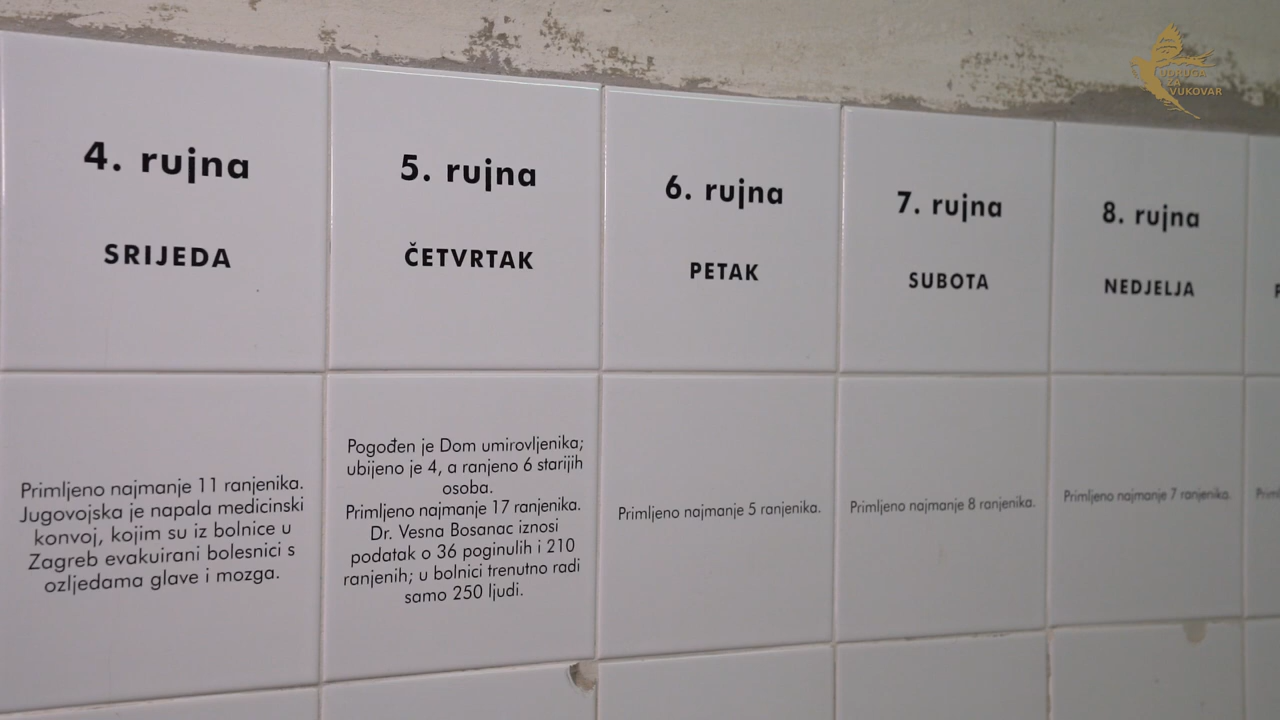 UDRUGA
ZA
VUKOVAR
4. rujna
SRIJEDA
Primljeno najmanje 11 ranjenika.
Jugovojska je napala medicinski
konvoj, kojim su iz bolnice u
Zagreb evakuirani bolesnici s
ozljedama glave i mozga.
5. rujna
ČETVRTAK
Pogođen je Dom umirovljenika;
ubijeno je 4, a ranjeno 6 starijih
osoba.
Primljeno najmanje 17 ranjenika.
Dr. Vesna Bosanac iznosi
podatak o 36 poginulih i 210
ranjenih; u bolnici trenutno radi
samo 250 ljudi.
6. rujna
PETAK
Primljeno najmanje 5 ranjenika.
7. rujna
SUBOTA
Primljeno najmanje 8 ranjenika.
8. rujna
NEDJELJA
Primljeno najmanje 7 ranjenika.